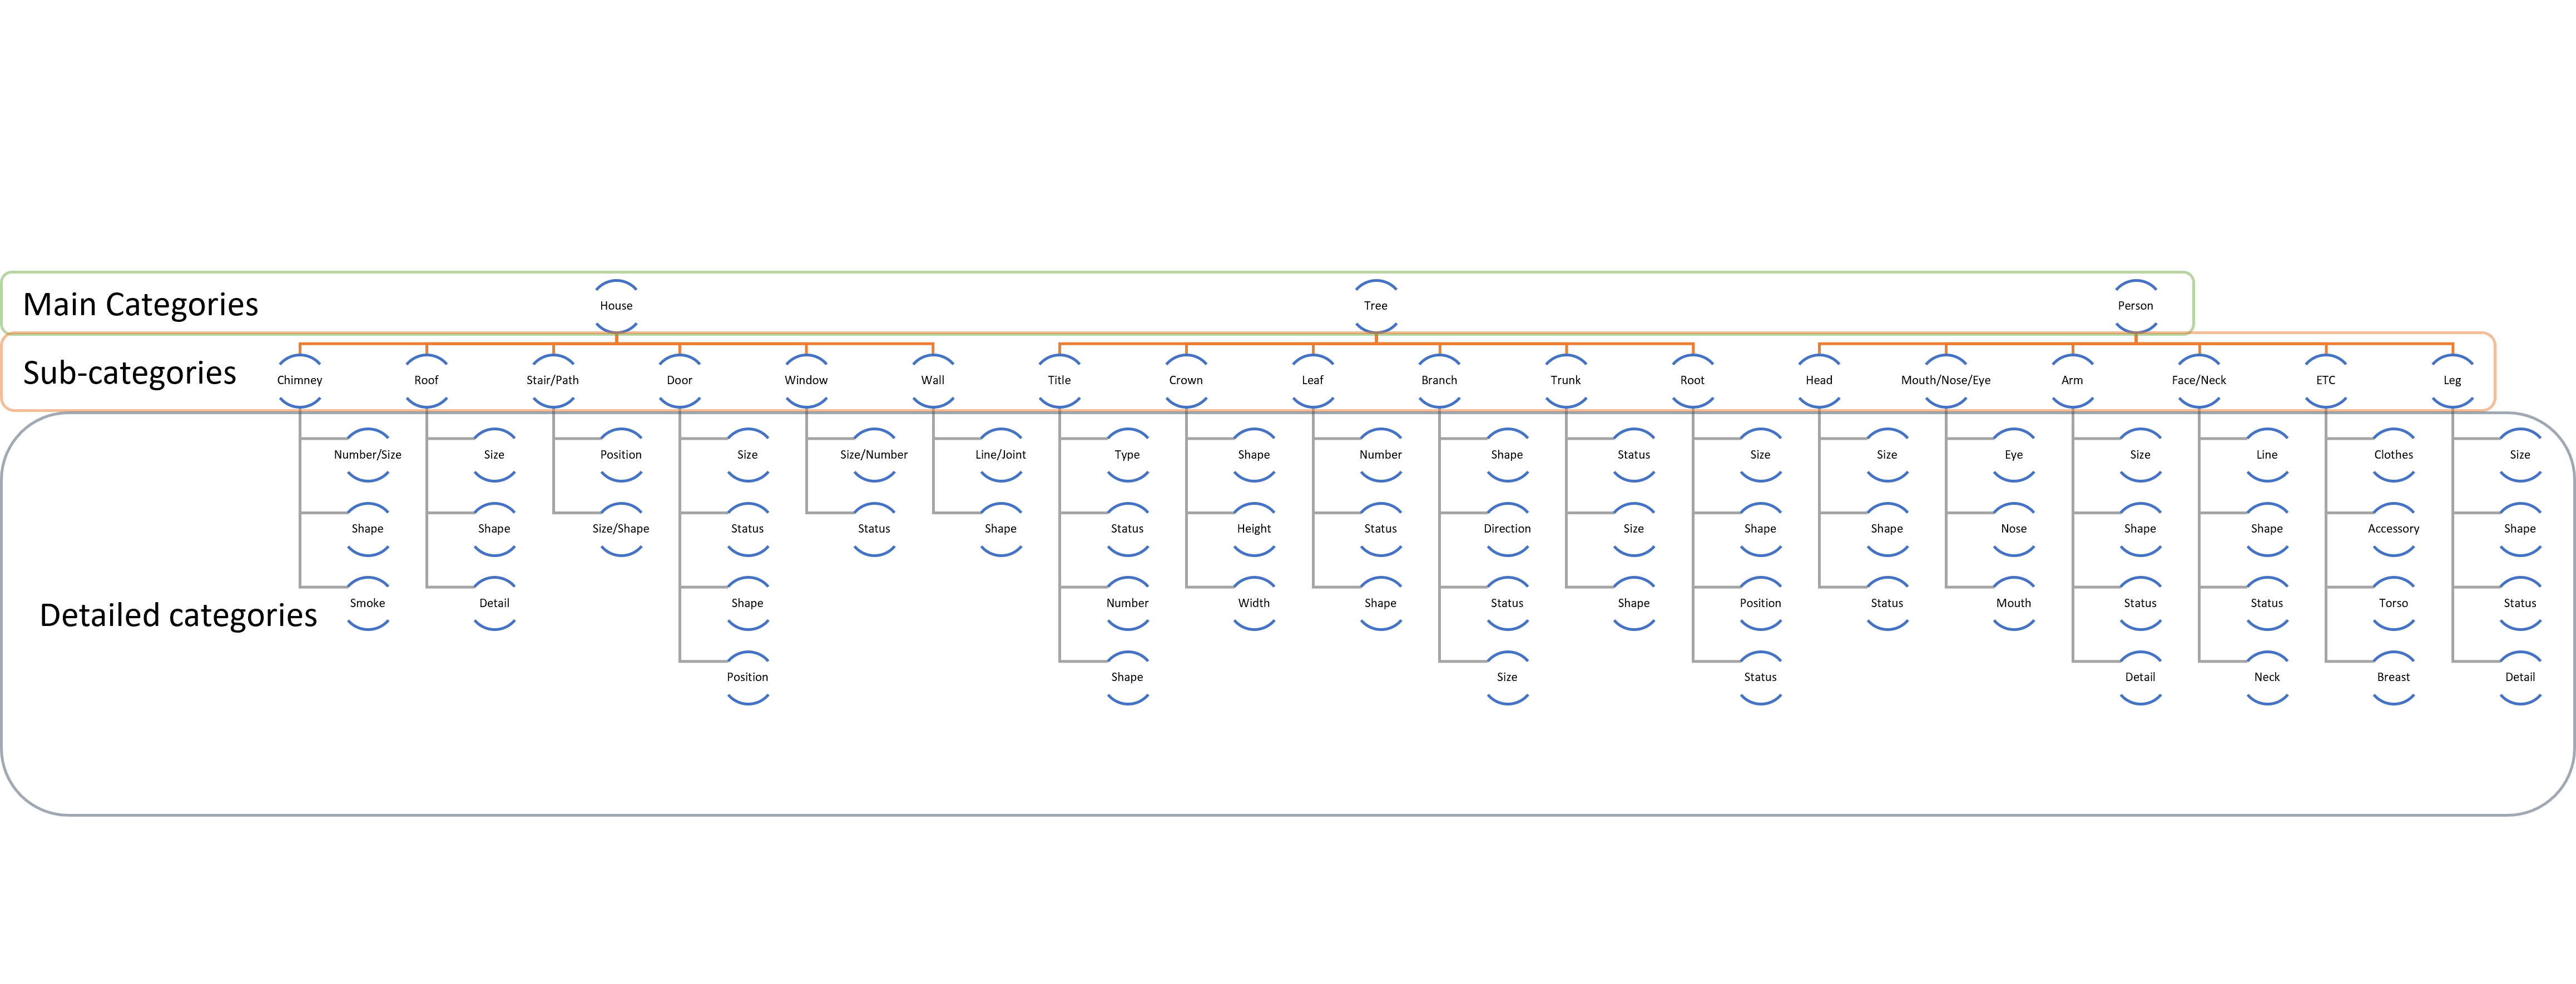 Main Categories
House
Tree
Person
Sub-categories
Chimney
Roof
Stair/Path
Door
Window
Wall
Title
Crown
Leaf
Branch
Trunk
Root
Head
Mouth/Nose/Eye
Arm
Face/Neck
ETC
Leg
Detailed categories
Number/Size
Shape
Smoke
Size
Shape
Detail
Position
Size/Shape
Size
Status
Shape
Position
Size/Number
Status
Line/Joint
Shape
Type
Status
Number
Shape
Shape
Height
Width
Number
Status
Shape
Shape
Direction
Status
Size
Status
Size
Shape
Size
Shape
Position
Status
Size
Shape
Status
Eye
Nose
Mouth
Size
Shape
Status
Detail
Line
Shape
Status
Neck
Clothes
Accessory
Torso
Breast
Size
Shape
Status
Detail